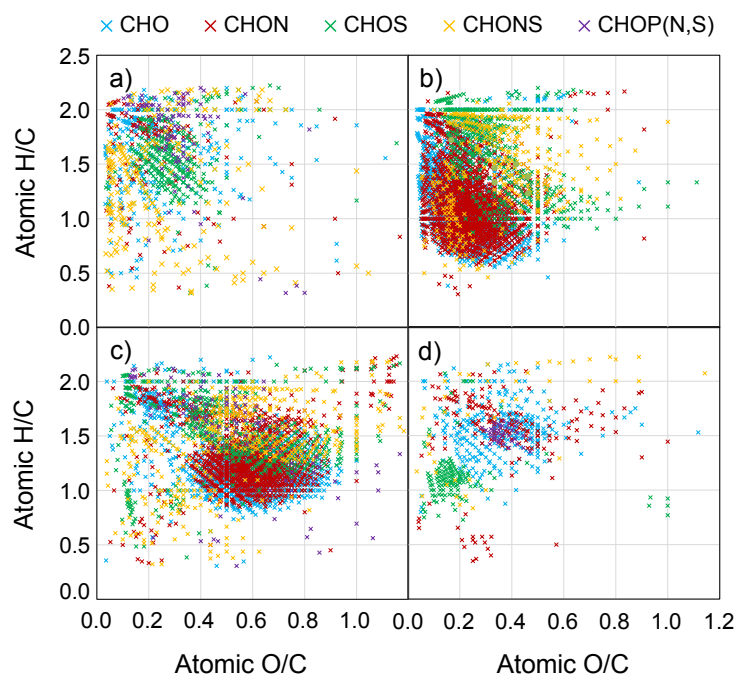 × CHO × CHON × CHOS × CHONS × CHOP(N,S)
a) b)
2.5
2.0
1.5
1.0
0.5
0.0
Atomic H/C
c) d)
2.0
1.5
1.0
0.5
0.0
Atomic H/C
0.0 0.2 0.4 0.6 0.8 1.0 0.0 0.2 0.4 0.6 0.8 1.0 1.2
Atomic O/C Atomic O/C